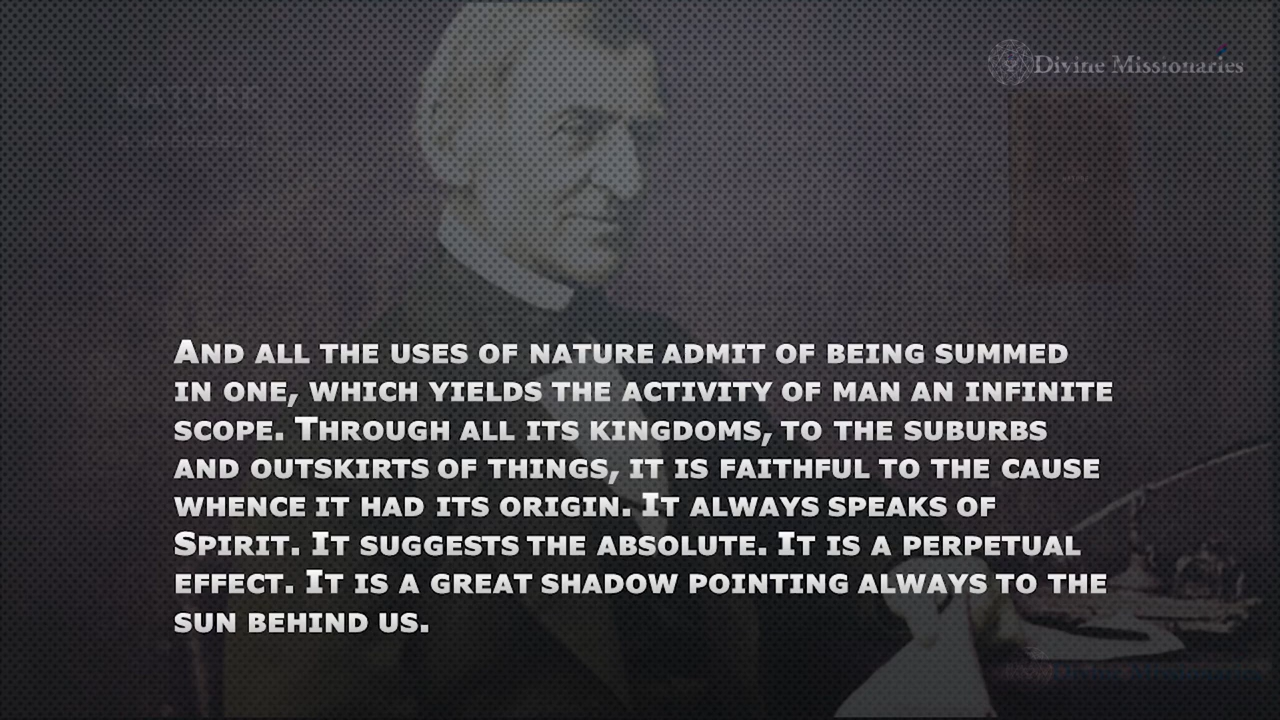 NATURE
Divine Missionaries
AND ALL THE USES OF NATURE ADMIT OF BEING SUMMED
IN ONE, WHICH YIELDS THE ACTIVITY OF MAN AN INFINITE
SCOPE. THROUGH ALL ITS KINGDOMS, TO THE SUBURBS
AND OUTSKIRTS OF THINGS, IT IS FAITHFUL TO THE CAUSE
WHENCE IT HAD ITS ORIGIN. IT ALWAYS SPEAKS OF
SPIRIT. IT SUGGESTS THE ABSOLUTE. IT IS A PERPETUAL
EFFECT. IT IS A GREAT SHADOW POINTING ALWAYS TO THE
SUN BEHIND US.